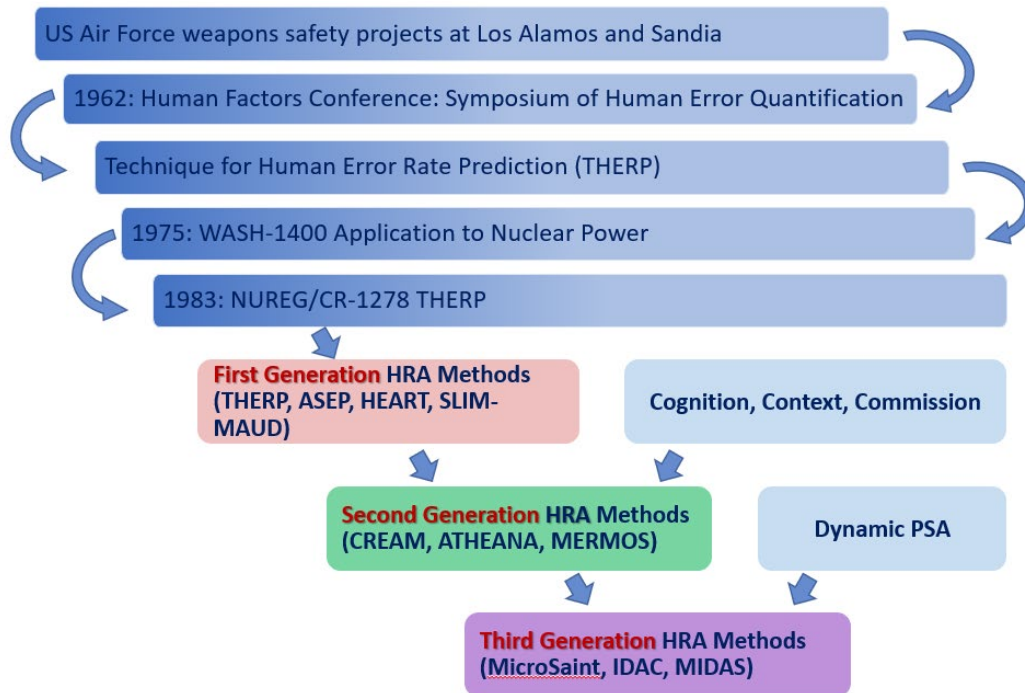 US Air Force weapons safety projects at Los Alamos and Sandia
1962: Human Factors Conference: Symposium of Human Error Quantification
Technique for Human Error Rate Prediction (THERP)
1975: WASH-1400 Application to Nuclear Power
1983: NUREG/CR-1278 THERP
First Generation HRA Methods
(THERP, ASEP, HEART, SLIM-
MAUD)
Cognition, Context, Commission
Second Generation HRA Methods
(CREAM, ATHEANA, MERMOS)
Dynamic PSA
Third Generation HRA Methods
(MicroSaint, IDAC, MIDAS)